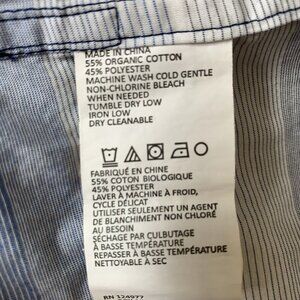 MADE IN CHINA
55% ORGANIC COTTON
45% POLYESTER
MACHINE WASH COLD GENTLE
NON-CHLORINE BLEACH
WHEN NEEDED
TUMBLE DRY LOW
IRON LOW
DRY CLEANABLE
FABRIQUÉ EN CHINE
55% COTON BIOLOGIQUE
45% POLYESTER
LAVER À MACHINE À FROID,
CYCLE DÉLICAT
UTILISER SEULEMENT UN AGENT
DE BLANCHIMENT NON CHLORÉ
AU BESOIN
SÉCHAGE PAR CULBUTAGE
À BASSE TEMPÉRATURE
REPASSER À BASSE TEMPÉRATURE
NETTOYABLE À SEC
RN 124977